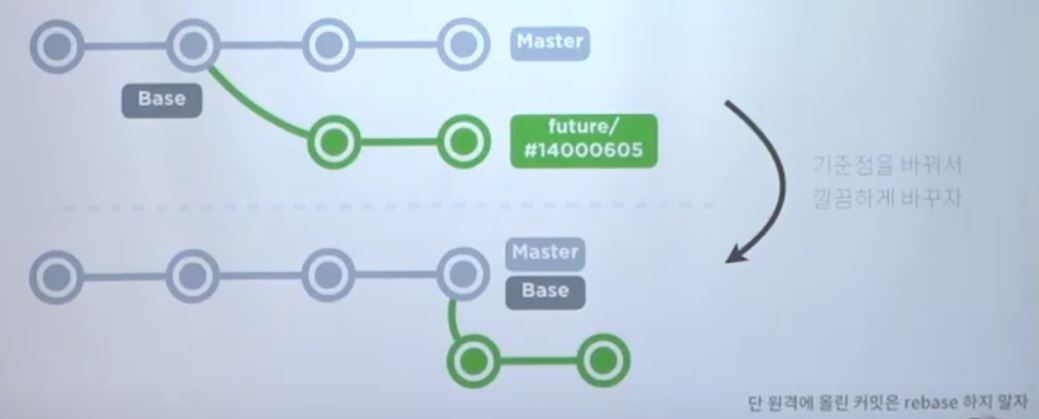 Master
Base
future/
#14000605
기준점을 바꿔서
깔끔하게 바꾸자
Master
Base
단 원격에 올린 커밋은 rebase 하지 말자